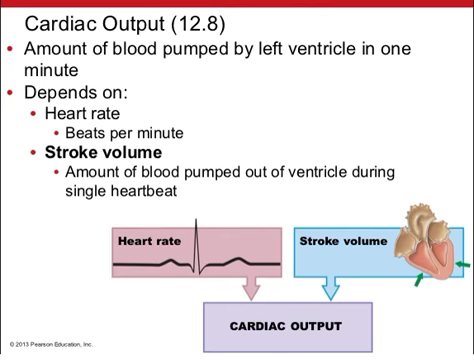 Cardiac Output (12.8)
• Amount of blood pumped by left ventricle in one
minute
• Depends on:
• Heart rate
• Beats per minute
• Stroke volume
• Amount of blood pumped out of ventricle during
single heartbeat
Heart rate
Stroke volume
CARDIAC OUTPUT
© 2013 Pearson Education, Inc.